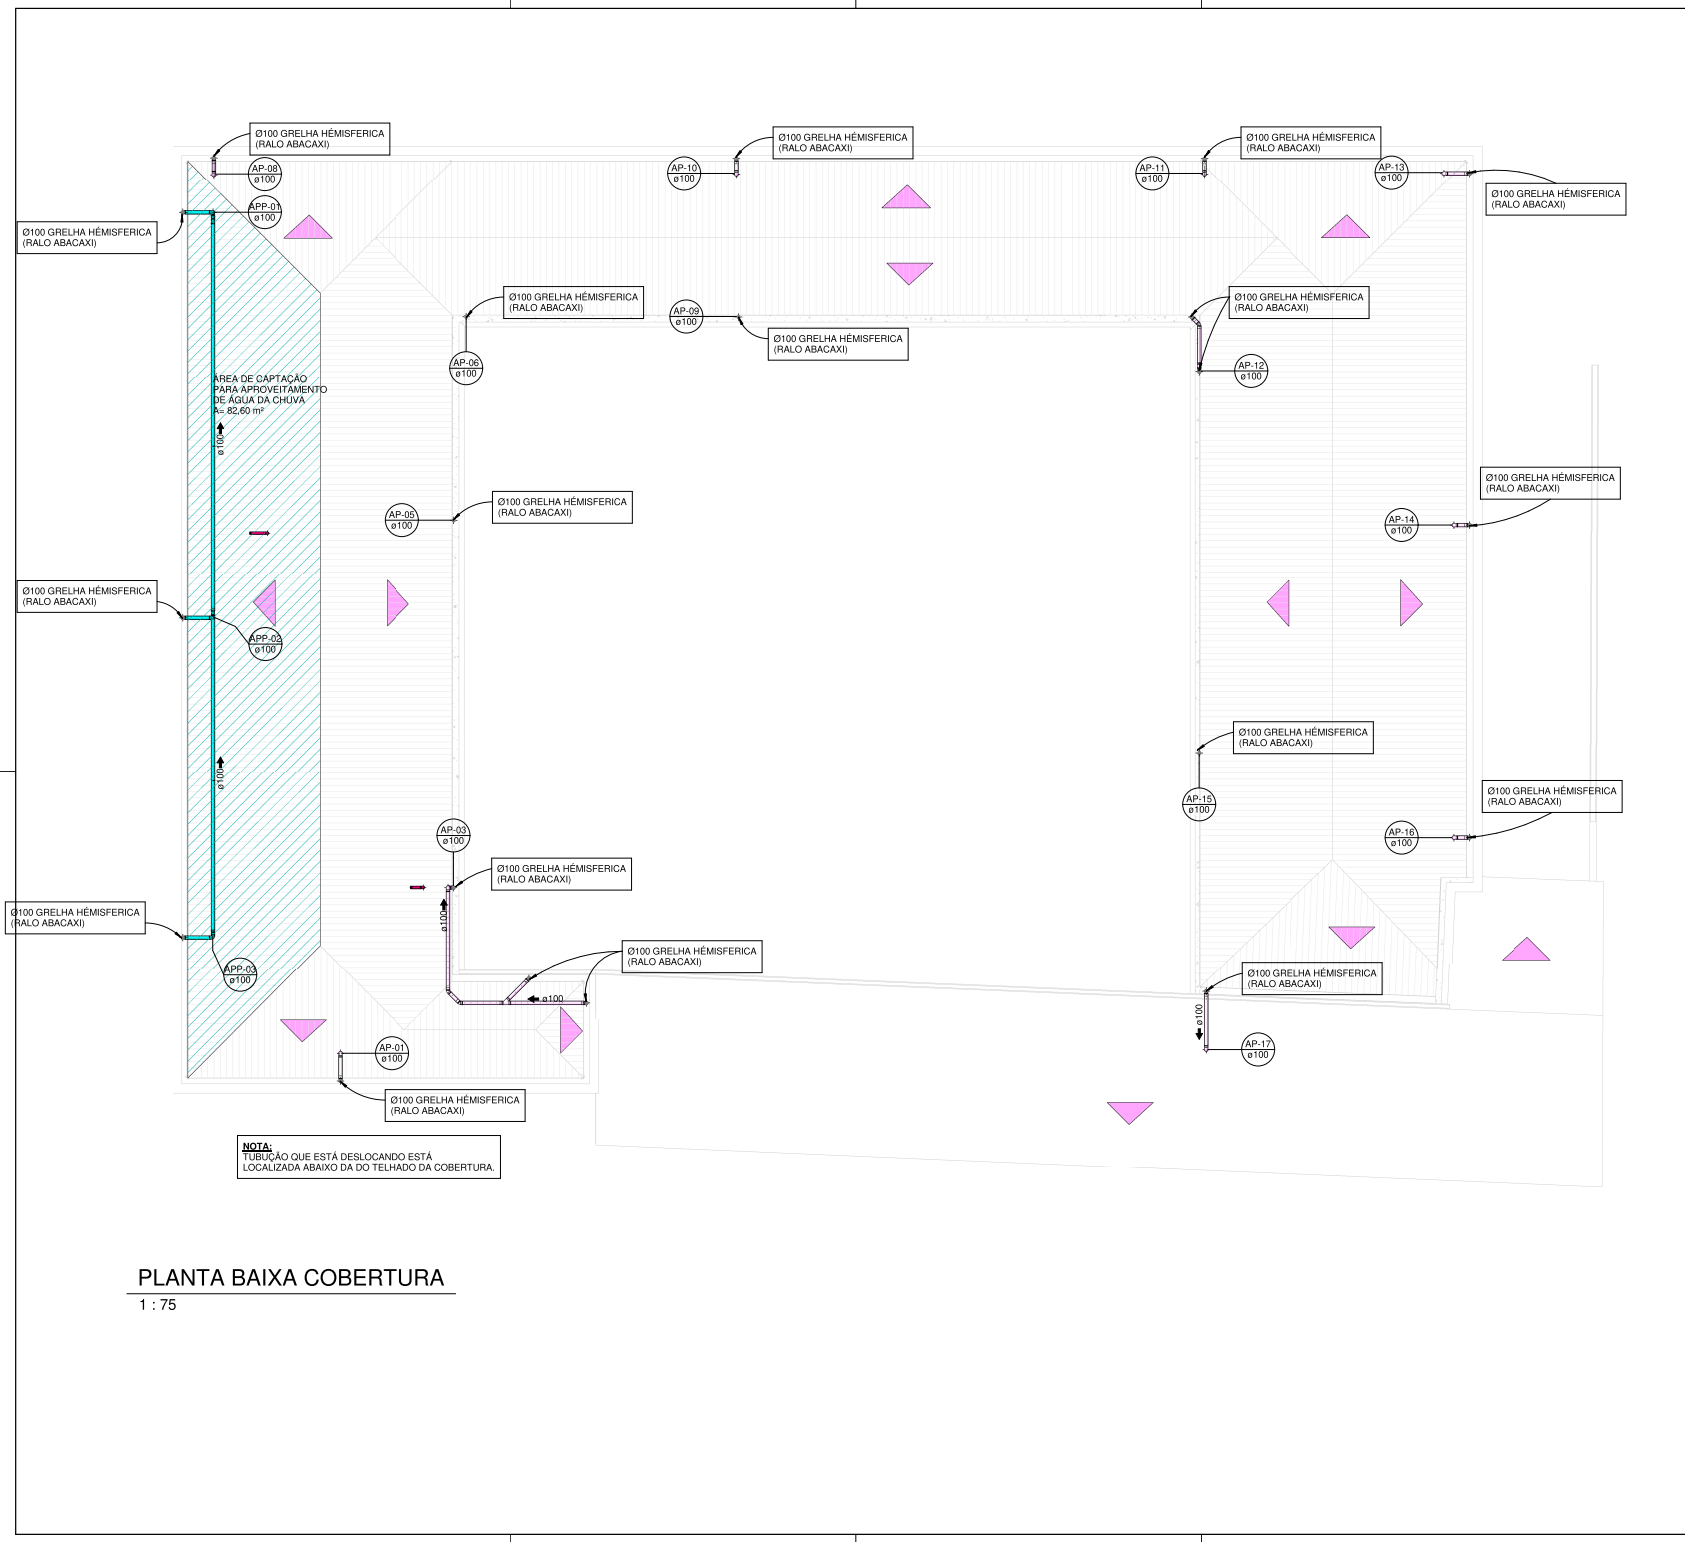 Ø100 GRELHA HÉMISFERICA
(RALO ABACAXI)
Ø100 GRELHA HÉMISFERICA
(RALO ABACAXI)
Ø100 GRELHA HÉMISFERICA
(RALO ABACAXI)
AP-08
ø100
AP-10
ø100
AP-11
ø100
AP-13
ø100
Ø100 GRELHA HÉMISFERICA
(RALO ABACAXI)
APP-01
ø100
Ø100 GRELHA HÉMISFERICA
(RALO ABACAXI)
Ø100 GRELHA HÉMISFERICA
(RALO ABACAXI)
AP-09
ø100
Ø100 GRELHA HÉMISFERICA
(RALO ABACAXI)
Ø100 GRELHA HÉMISFERICA
(RALO ABACAXI)
AP-06
ø100
AP-12
ø100
ÁREA DE CAPTAÇÃO
PARA APROVEITAMENTO
DE ÁGUA DA CHUVA
A= 82,60 m²
ø100
Ø100 GRELHA HÉMISFERICA
(RALO ABACAXI)
Ø100 GRELHA HÉMISFERICA
(RALO ABACAXI)
AP-05
ø100
AP-14
ø100
Ø100 GRELHA HÉMISFERICA
(RALO ABACAXI)
APP-02
ø100
Ø100 GRELHA HÉMISFERICA
(RALO ABACAXI)
ø100
AP-15
ø100
Ø100 GRELHA HÉMISFERICA
(RALO ABACAXI)
AP-03
ø100
AP-16
ø100
Ø100 GRELHA HÉMISFERICA
(RALO ABACAXI)
Ø100 GRELHA HÉMISFERICA
(RALO ABACAXI)
ø100
Ø100 GRELHA HÉMISFERICA
(RALO ABACAXI)
APP-03
ø100
Ø100 GRELHA HÉMISFERICA
(RALO ABACAXI)
ø100
ø100
AP-01
ø100
AP-17
ø100
Ø100 GRELHA HÉMISFERICA
(RALO ABACAXI)
NOTA:
TUBUÇÃO QUE ESTÁ DESLOCANDO ESTÁ
LOCALIZADA ABAIXO DA DO TELHADO DA COBERTURA.
PLANTA BAIXA COBERTURA
1 : 75